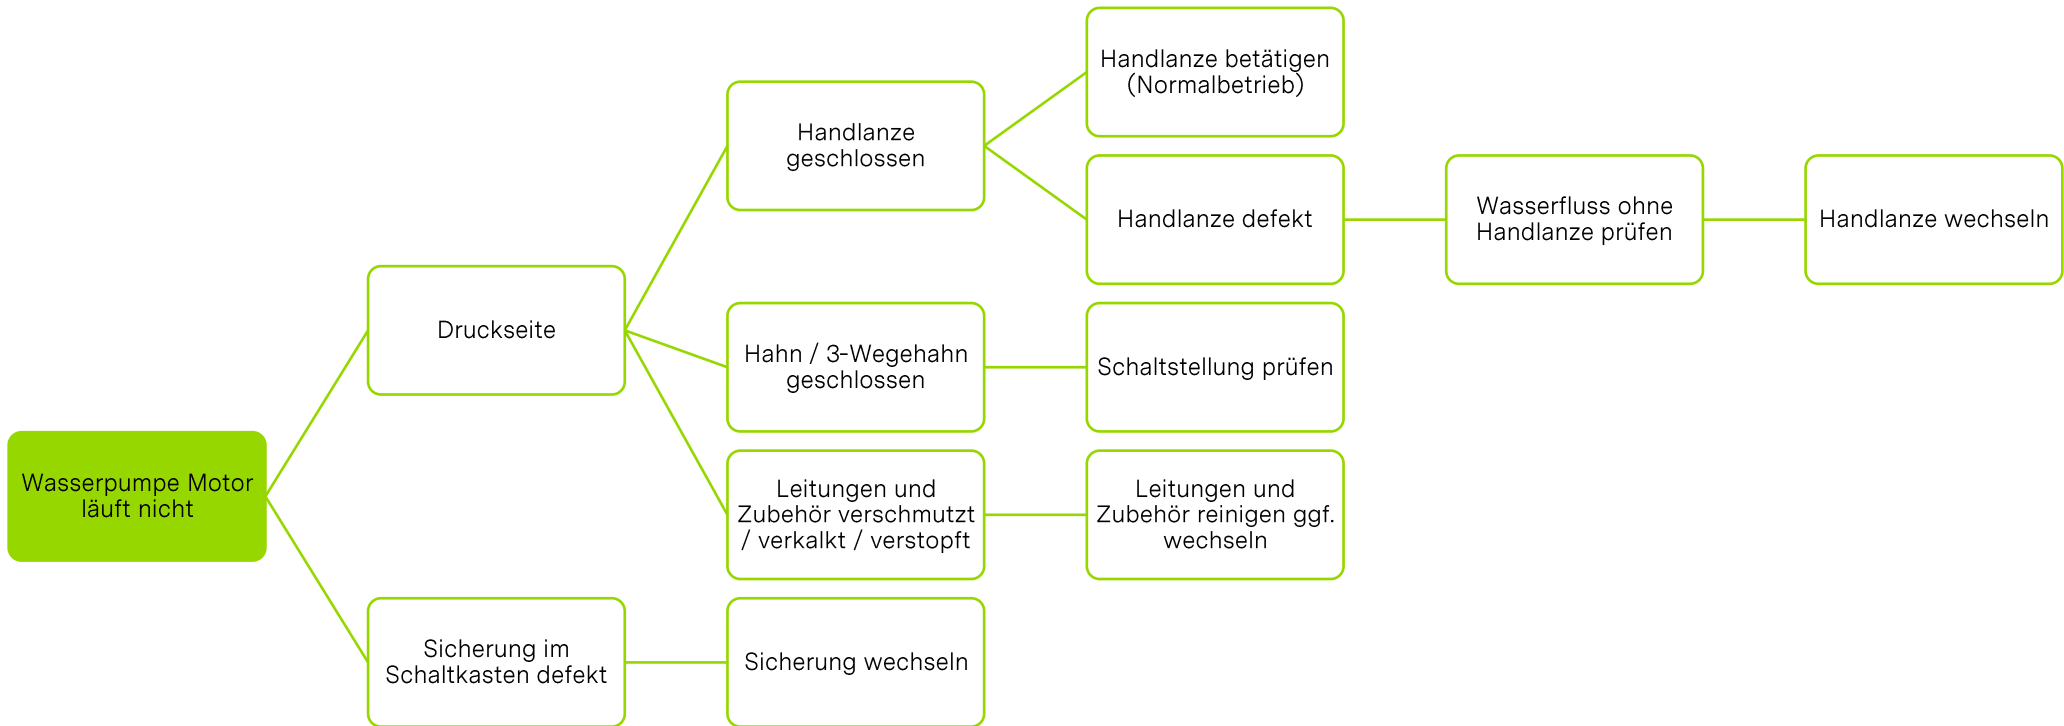 Wasserpumpe Motor
läuft nicht
Druckseite
Handlanze
geschlossen
Handlanze betätigen
(Normalbetrieb)
Handlanze defekt
Wasserfluss ohne
Handlanze prüfen
Handlanze wechseln
Hahn / 3-Wegehahn
geschlossen
Schaltstellung prüfen
Leitungen und
Zubehör verschmutzt
/ verkalkt / verstopft
Leitungen und
Zubehör reinigen ggf.
wechseln
Sicherung im
Schaltkasten defekt
Sicherung wechseln